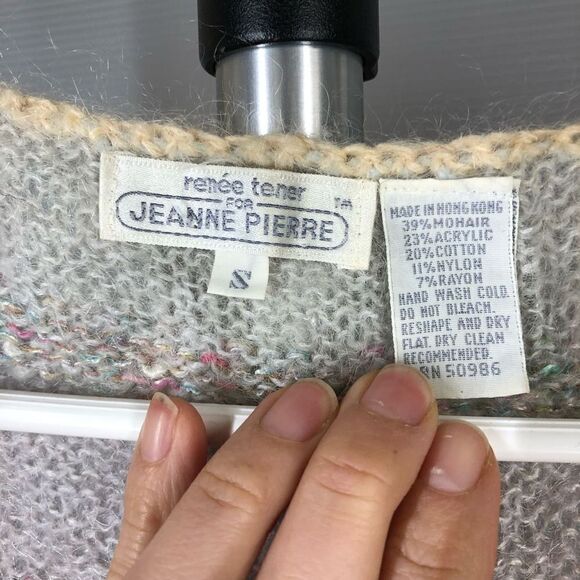 renée tener
FOR
JEANNE PIERRE
TM
S
MADE IN HONG KONG
39% MOHAIR
23% ACRYLIC
20% COTTON
11% NYLON
7% RAYON
HAND WASH COLD.
DO NOT BLEACH.
RESHAPE AND DRY
FLAT. DRY CLEAN
RECOMMENDED.
RN 50986